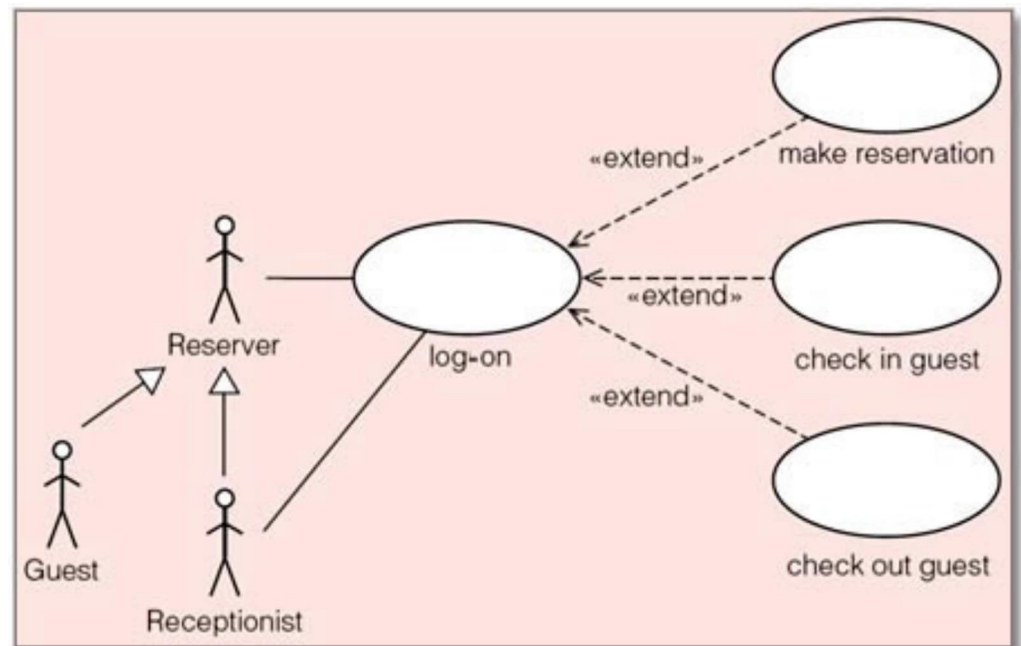 make reservation
«extend»
«extend»
check in guest
Reserver
log-on
«extend»
check out guest
Guest
Receptionist